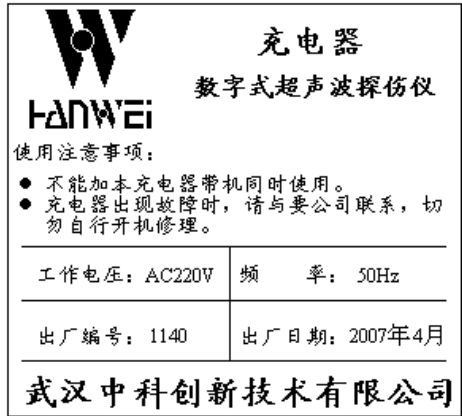 充电器
数字式超声波探伤仪
HANWEi
使用注意事项：
● 不能加本充电器带机同时使用。
● 充电器出现故障时，请与要公司联系，切
勿自行开机修理。
工作电压：AC220V 频 率： 50Hz
出厂编号：1140 出厂日期：2007年4月
武汉中科创新技术有限公司